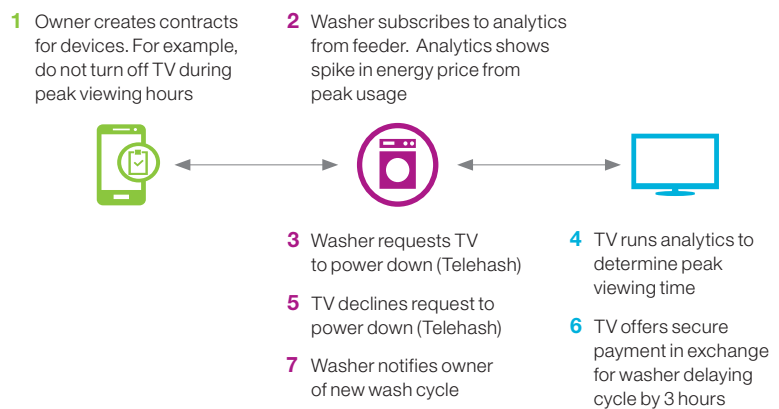 1 Owner creates contracts
for devices. For example,
do not turn off TV during
peak viewing hours
2 Washer subscribes to analytics
from feeder. Analytics shows
spike in energy price from
peak usage
3 Washer requests TV
to power down (Telehash)
5 TV declines request to
power down (Telehash)
7 Washer notifies owner
of new wash cycle
4 TV runs analytics to
determine peak
viewing time
6 TV offers secure
payment in exchange
for washer delaying
cycle by 3 hours